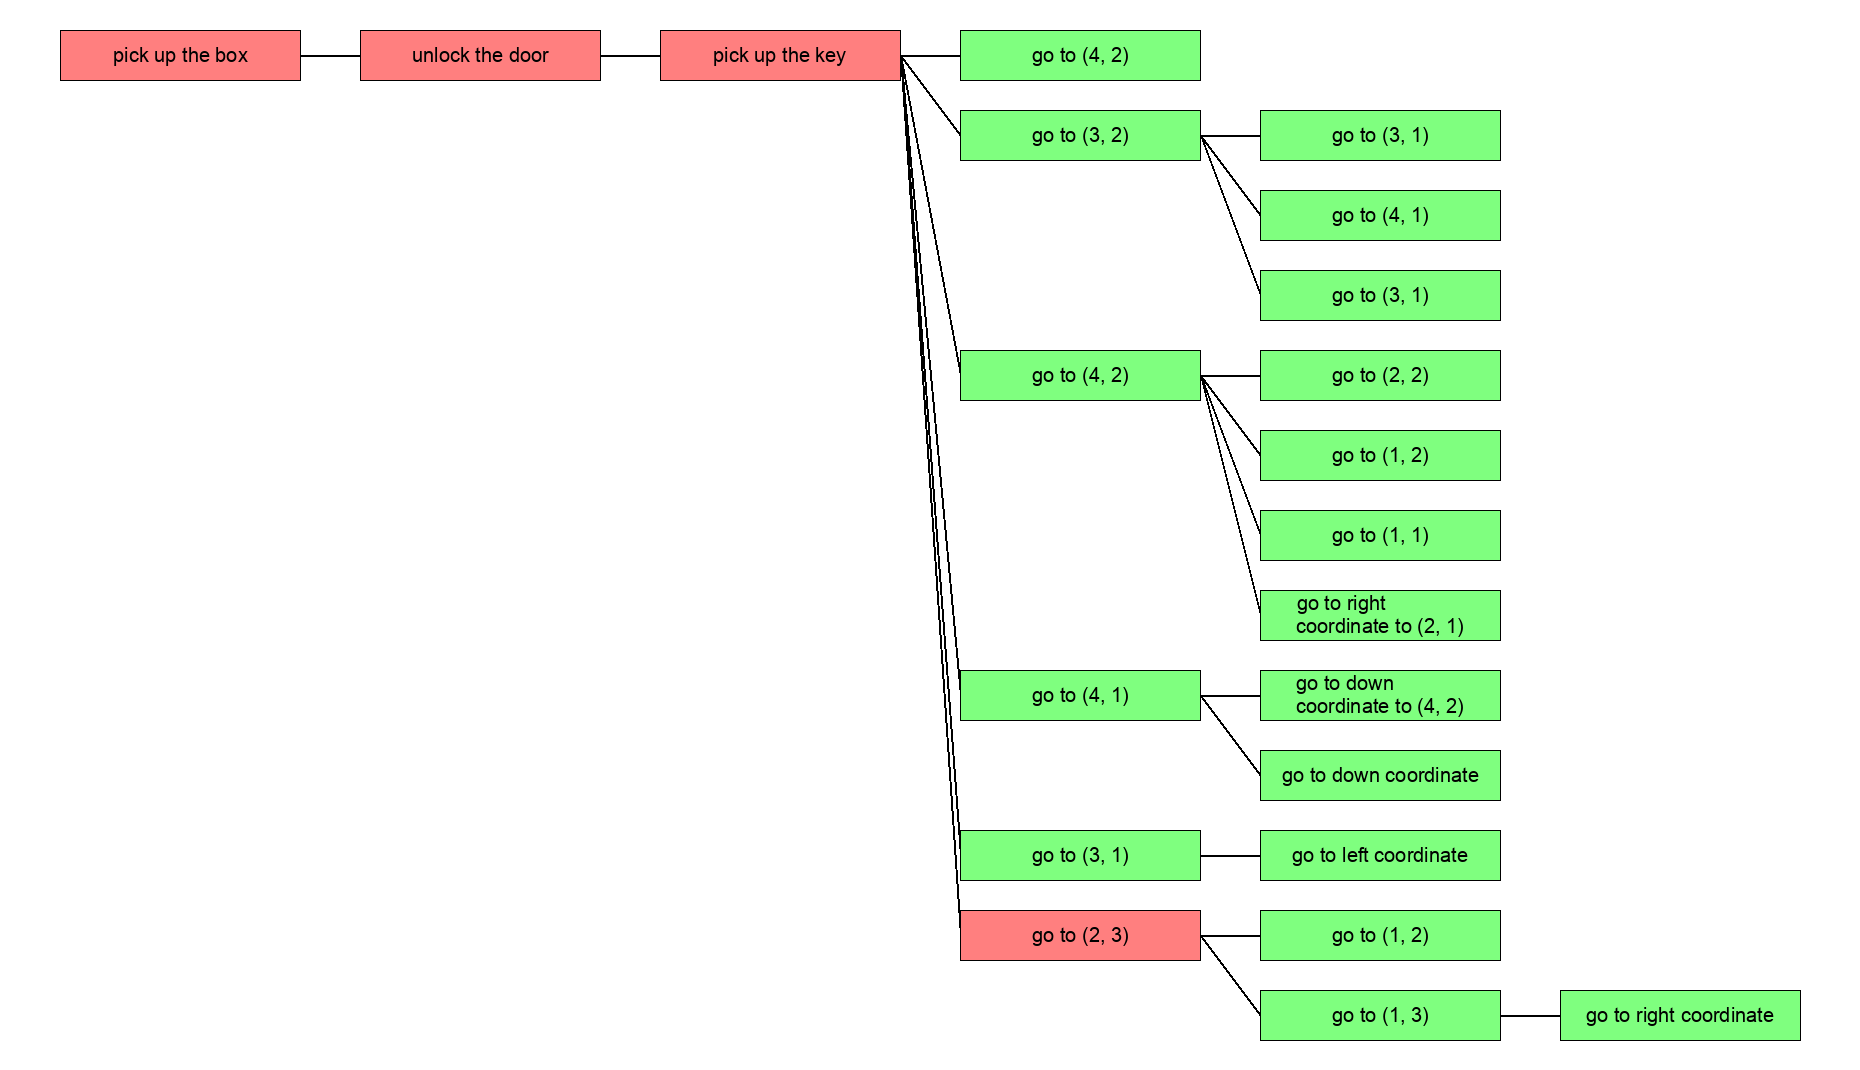 pick up the box
unlock the door
pick up the key
go to (4, 2)
go to (3, 2)
go to (3, 1)
go to (4, 1)
go to (3, 1)
go to (4, 2)
go to (2, 2)
go to (1, 2)
go to (1, 1)
go to right
coordinate to (2, 1)
go to (4, 1)
go to down
coordinate to (4, 2)
go to down coordinate
go to (3, 1)
go to left coordinate
go to (2, 3)
go to (1, 2)
go to (1, 3)
go to right coordinate